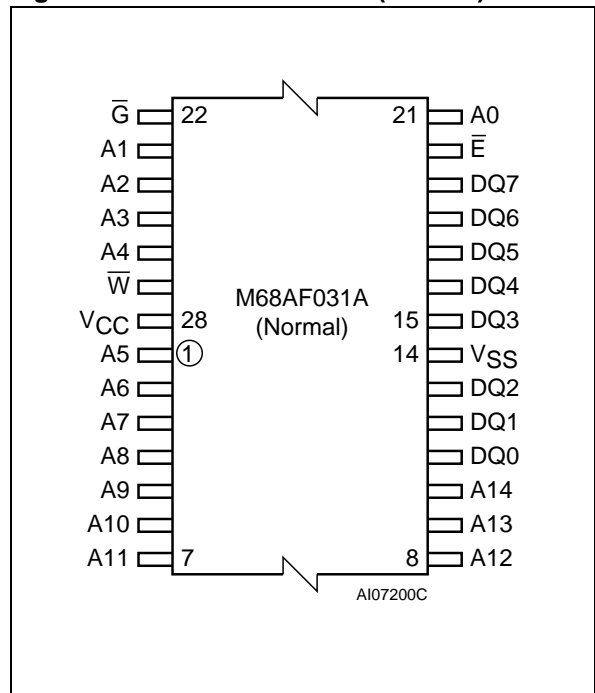 G̅ 22 21 A0
A1 E̅
A2 DQ7
A3 DQ6
A4 DQ5
W̅ DQ4
M68AF031A
VCC 28 (Normal) 15 DQ3
A5 1 14 VSS
A6 DQ2
A7 DQ1
A8 DQ0
A9 A14
A10 A13
A11 7 8 A12
AI07200C